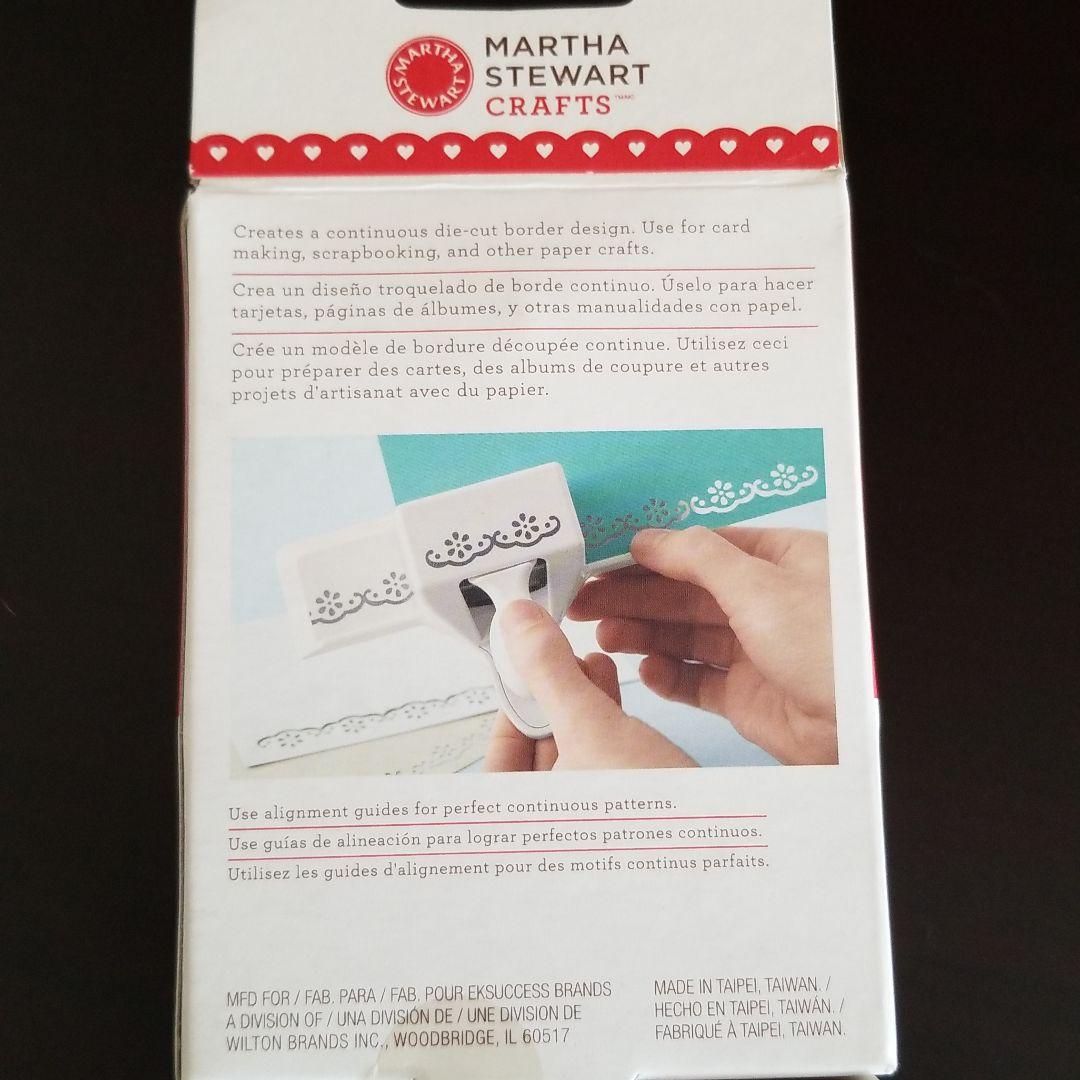 MARTHA STEWART
MARTHA
STEWART
CRAFTS
Creates a continuous die-cut border design. Use for card
making, scrapbooking, and other paper crafts.
Crea un diseño troquelado de borde continuo. Úselo para hacer
tarjetas, páginas de álbumes, y otras manualidades con papel.
Crée un modèle de bordure découpée continue. Utilisez ceci
pour préparer des cartes, des albums de coupure et autres
projets d'artisanat avec du papier.
Use alignment guides for perfect continuous patterns.
Use guías de alineación para lograr perfectos patrones continuos.
Utilisez les guides d'alignement pour des motifs continus parfaits.
MFD FOR / FAB. PARA / FAB. POUR EKSUCCESS BRANDS
A DIVISION OF / UNA DIVISIÓN DE / UNE DIVISION DE
WILTON BRANDS INC., WOODBRIDGE, IL 60517
MADE IN TAIPEI, TAIWAN. /
HECHO EN TAIPEI, TAIWÁN. /
FABRIQUÉ À TAIPEI, TAIWAN.